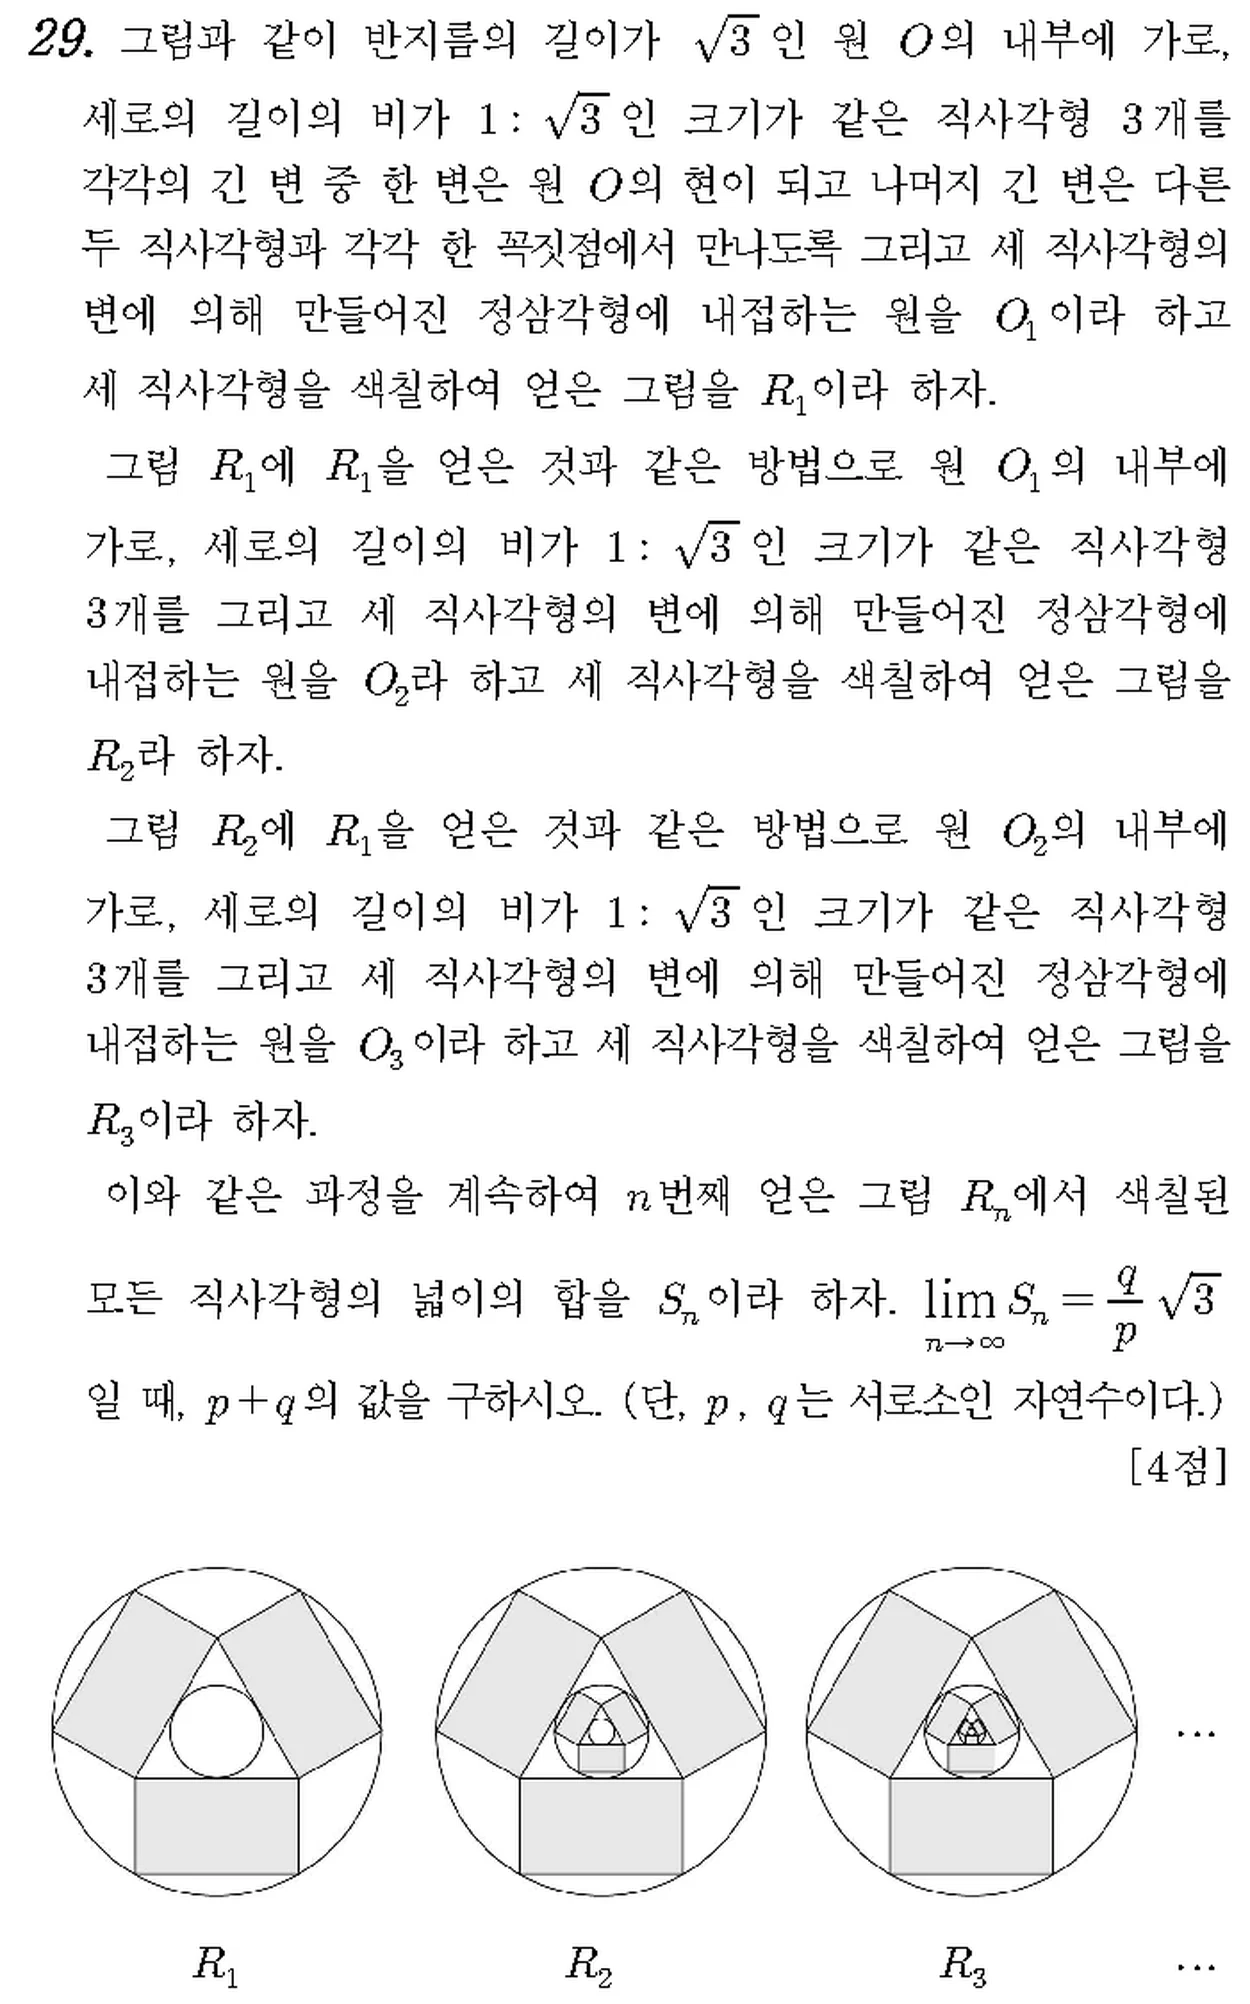 29. 그림과 같이 반지름의 길이가 √3 인 원 O의 내부에 가로,
세로의 길이의 비가 1 : √3 인 크기가 같은 직사각형 3개를
각각의 긴 변 중 한 변은 원 O의 현이 되고 나머지 긴 변은 다른
두 직사각형과 각각 한 꼭짓점에서 만나도록 그리고 세 직사각형의
변에 의해 만들어진 정삼각형에 내접하는 원을 O₁이라 하고
세 직사각형을 색칠하여 얻은 그림을 R₁이라 하자.
그림 R₁에 R₁을 얻은 것과 같은 방법으로 원 O₁의 내부에
가로, 세로의 길이의 비가 1 : √3 인 크기가 같은 직사각형
3개를 그리고 세 직사각형의 변에 의해 만들어진 정삼각형에
내접하는 원을 O₂라 하고 세 직사각형을 색칠하여 얻은 그림을
R₂라 하자.
그림 R₂에 R₁을 얻은 것과 같은 방법으로 원 O₂의 내부에
가로, 세로의 길이의 비가 1 : √3 인 크기가 같은 직사각형
3개를 그리고 세 직사각형의 변에 의해 만들어진 정삼각형에
내접하는 원을 O₃이라 하고 세 직사각형을 색칠하여 얻은 그림을
R₃이라 하자.
이와 같은 과정을 계속하여 n번째 얻은 그림 Rₙ에서 색칠된
모든 직사각형의 넓이의 합을 Sₙ이라 하자. lim n→∞ Sₙ = q/p √3
일 때, p+q의 값을 구하시오. (단, p, q는 서로소인 자연수이다.)
[4점]
…
R₁ R₂ R₃ …